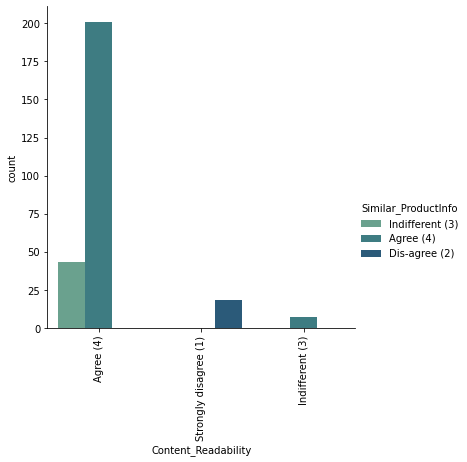 200
175
150
125
100
75
50
25
0
count
Agree (4)
Strongly disagree (1)
Indifferent (3)
Content_Readability
Similar_ProductInfo
Indifferent (3)
Agree (4)
Dis-agree (2)